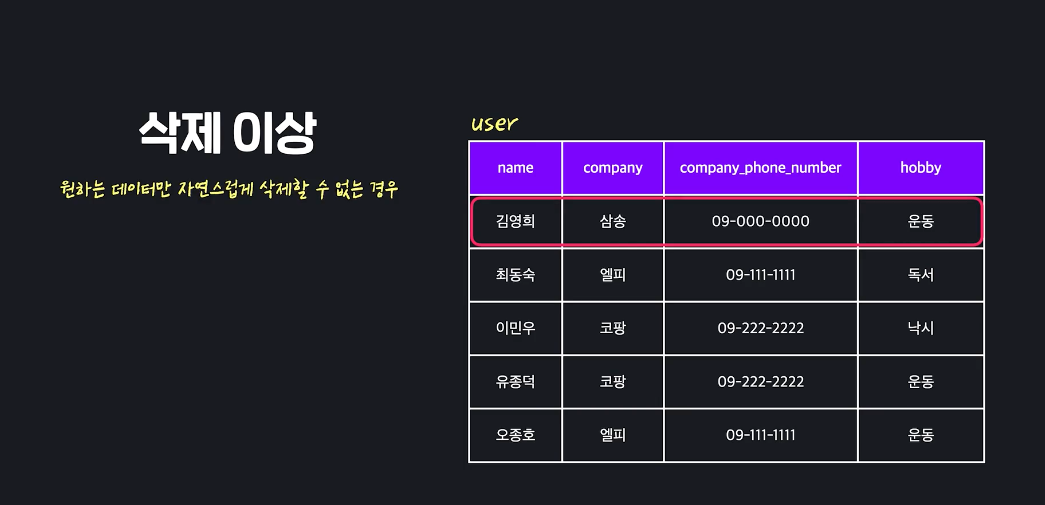 삭제 이상
원하는 데이터만 자연스럽게 삭제할 수 없는 경우
user
name company company_phone_number hobby
김영희 삼송 09-000-0000 운동
최동숙 엘피 09-111-1111 독서
이민우 코팡 09-222-2222 낚시
유종덕 코팡 09-222-2222 운동
오종호 엘피 09-111-1111 운동